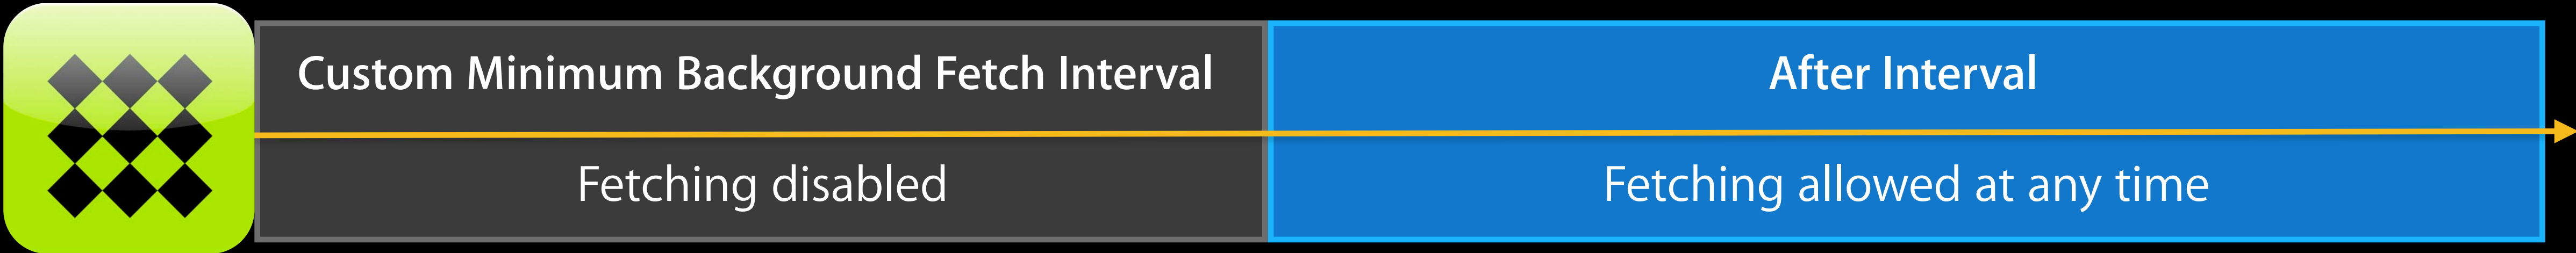 Custom Minimum Background Fetch Interval
Fetching disabled
After Interval
Fetching allowed at any time